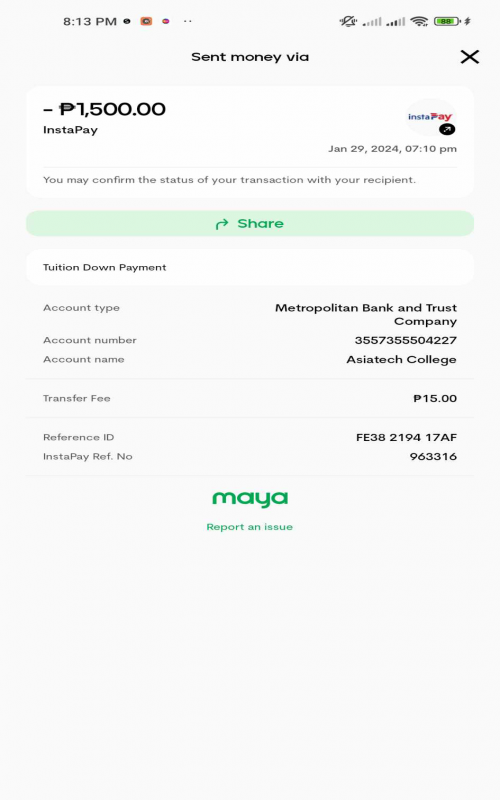 8:13 PM
88
Sent money via
- ₱1,500.00
InstaPay
instaPay
Jan 29, 2024, 07:10 pm
You may confirm the status of your transaction with your recipient.
Share
Tuition Down Payment
Account type
Metropolitan Bank and Trust
Company
Account number 3557355504227
Account name Asiatech College
Transfer Fee ₱15.00
Reference ID FE38 2194 17AF
InstaPay Ref. No 963316
maya
Report an issue